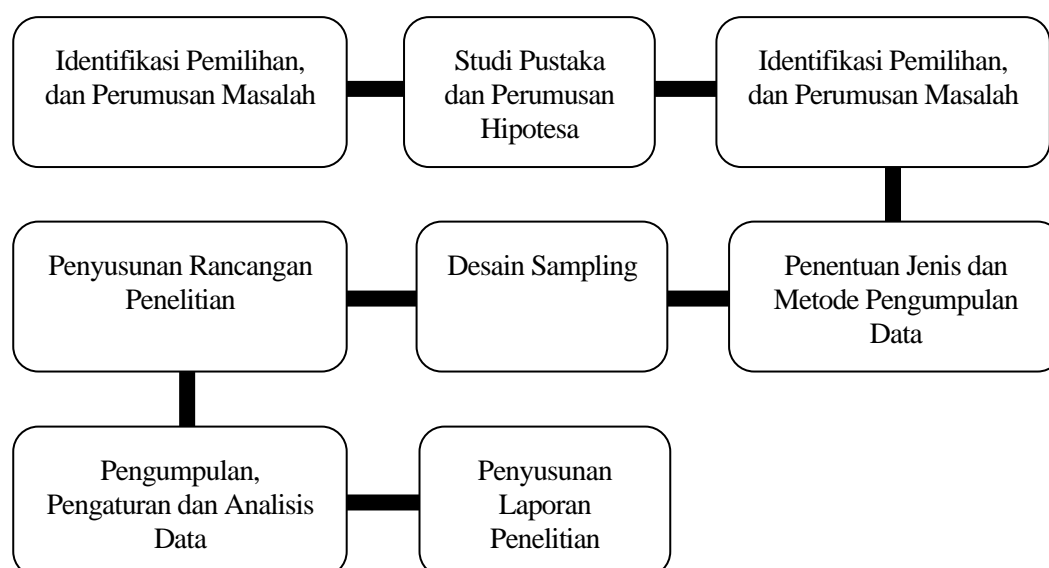 Identifikasi Pemilihan,
dan Perumusan Masalah
Studi Pustaka
dan Perumusan
Hipotesa
Identifikasi Pemilihan,
dan Perumusan Masalah
Penentuan Jenis dan
Metode Pengumpulan
Data
Desain Sampling
Penyusunan Rancangan
Penelitian
Pengumpulan,
Pengaturan dan Analisis
Data
Penyusunan
Laporan
Penelitian